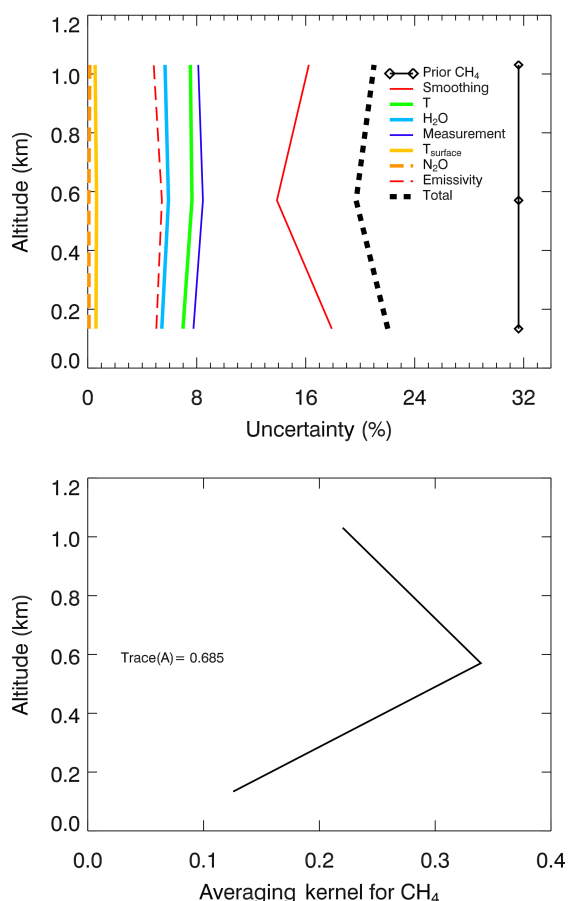 1.2
1.0
0.8
0.6
0.4
0.2
0.0
Altitude (km)
Prior CH₄
Smoothing
T
H₂O
Measurement
Tsurface
N₂O
Emissivity
Total
0 8 16 24 32
Uncertainty (%)
1.2
1.0
0.8
0.6
0.4
0.2
0.0
Altitude (km)
Trace(A)= 0.685
0.0 0.1 0.2 0.3 0.4
Averaging kernel for CH₄